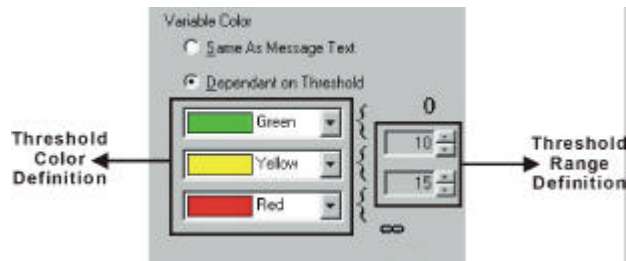 Variable Color
Same As Message Text
Dependant on Threshold
0
Green
10
Threshold
Color
Definition
Yellow
Threshold
Range
Definition
15
Red
∞